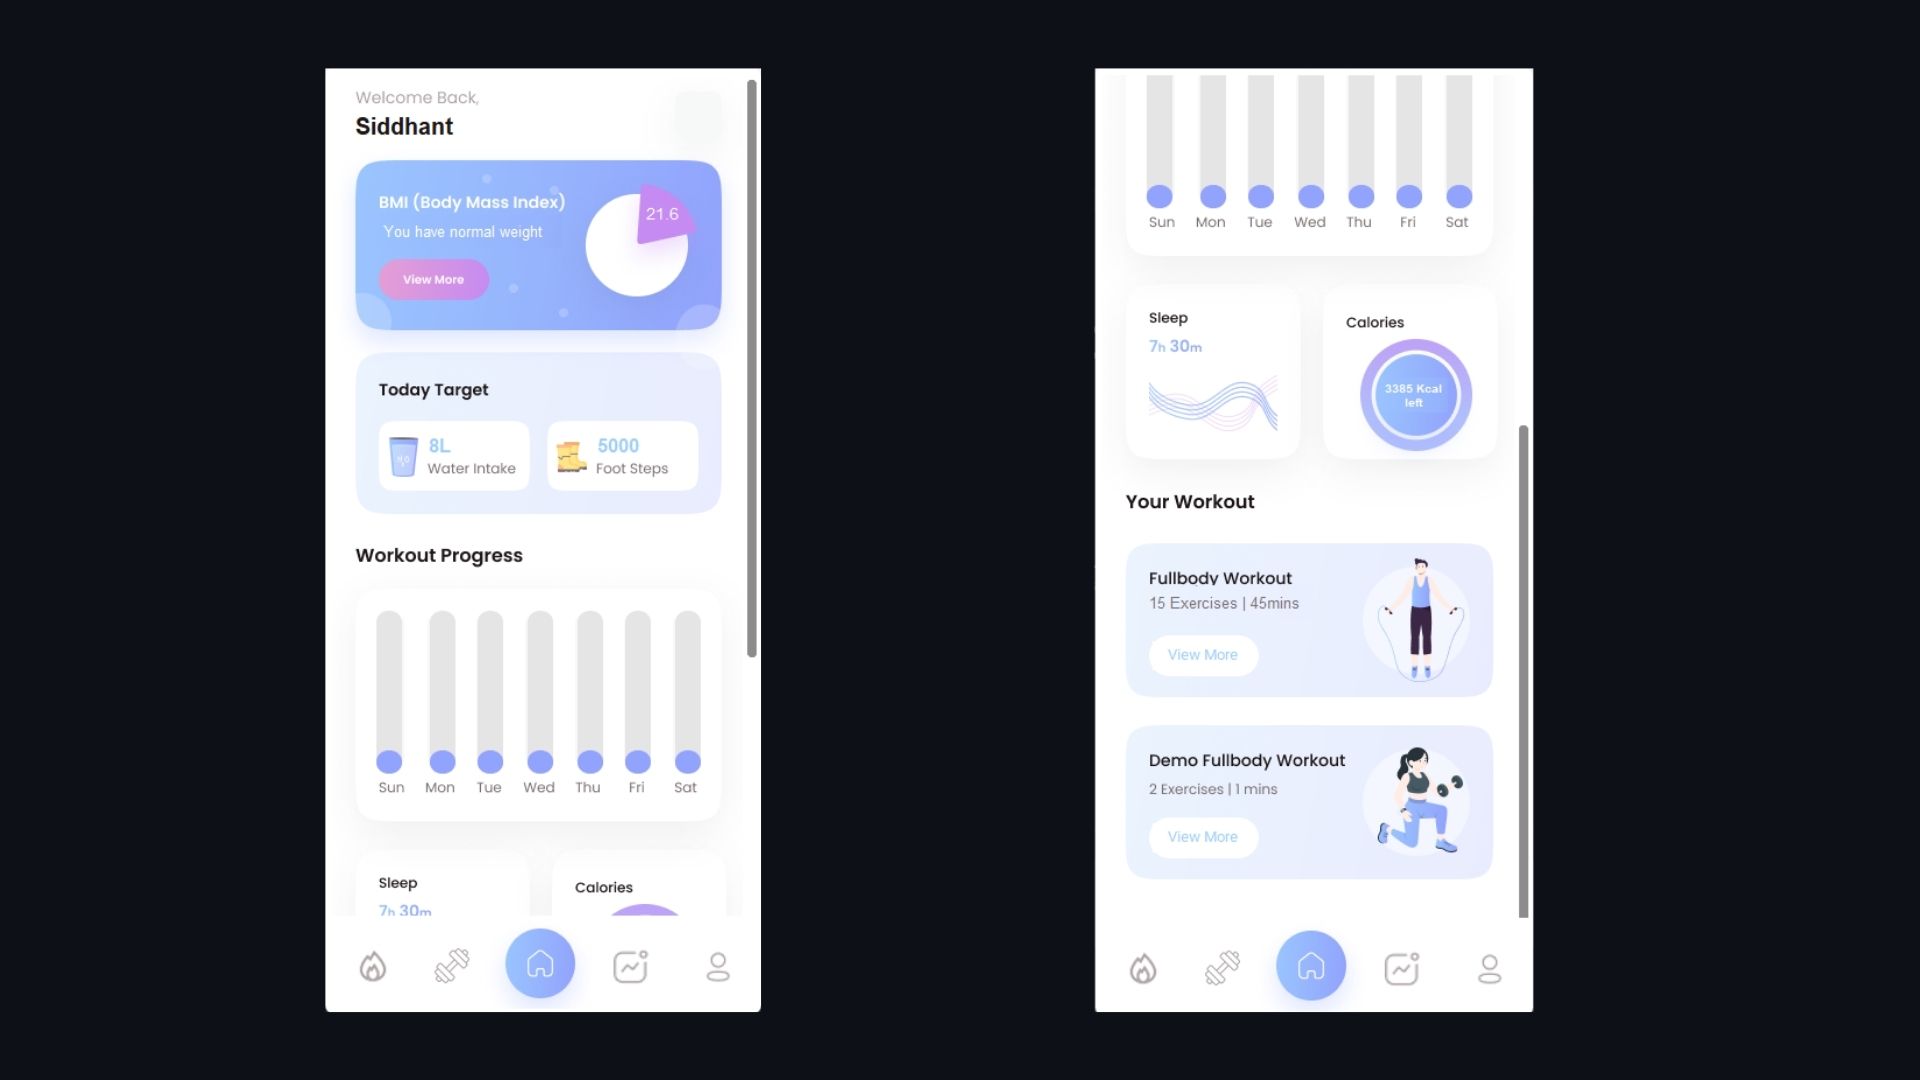 Welcome Back,
Siddhant
BMI (Body Mass Index)
You have normal weight
View More
21.6
Today Target
H₂O
8L
Water Intake
5000
Foot Steps
Workout Progress
Sun Mon Tue Wed Thu Fri Sat
Sleep
7h 30m
Calories
Sun Mon Tue Wed Thu Fri Sat
Sleep
7h 30m
Calories
3385 Kcal
left
Your Workout
Fullbody Workout
15 Exercises | 45mins
View More
Demo Fullbody Workout
2 Exercises | 1 mins
View More